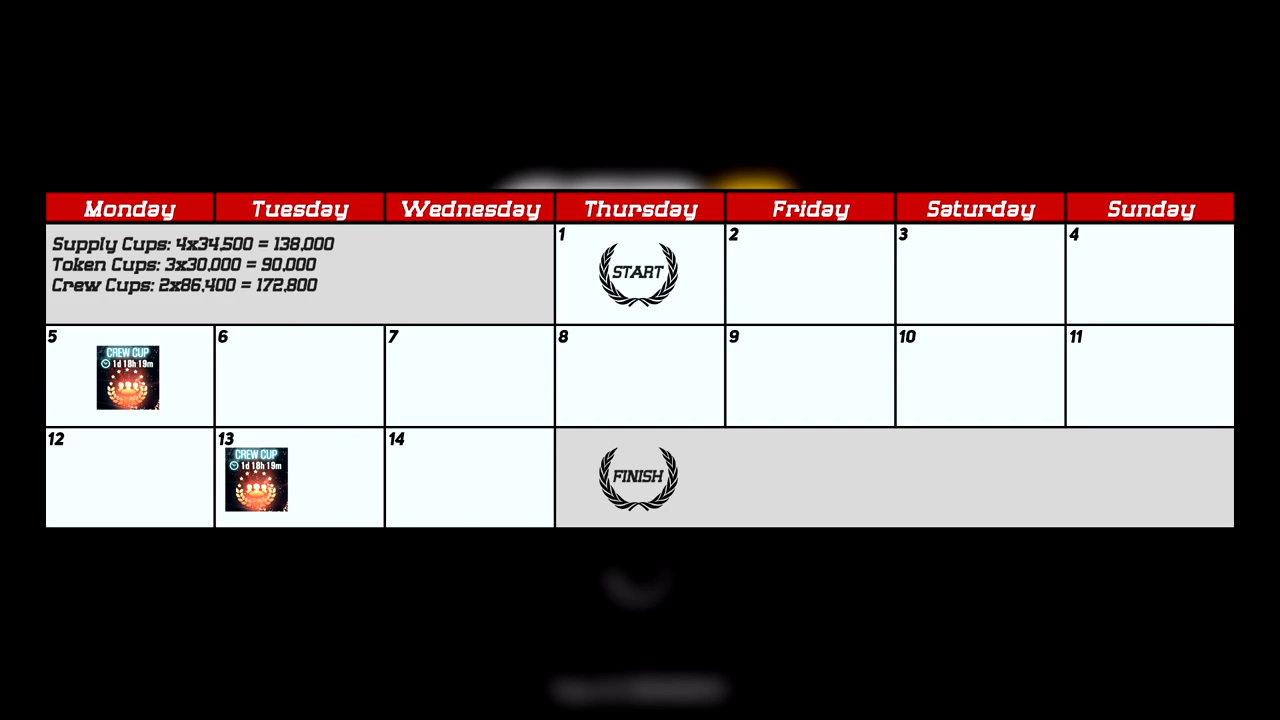 Monday Tuesday Wednesday Thursday Friday Saturday Sunday
Supply Cups: 4x34,500 = 138,000
Token Cups: 3x30,000 = 90,000
Crew Cups: 2x86,400 = 172,800
1 2 3 4
START
5 6 7 8 9 10 11
CREW CUP
1d 18h 19m
12 13 14
CREW CUP
1d 18h 19m
FINISH